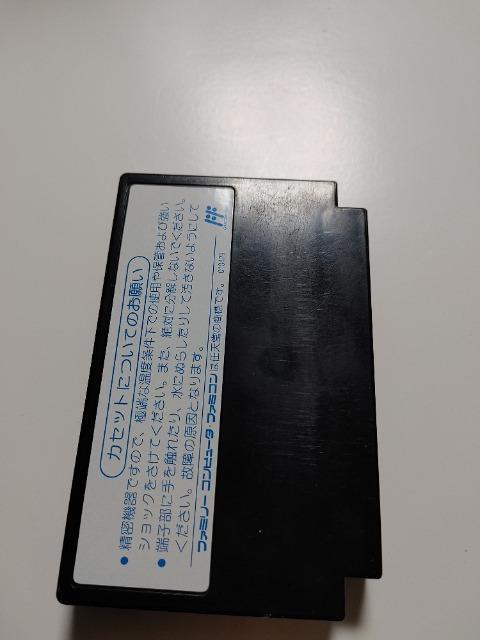 カセットについてのお願い
● 精密機器ですので、極端な温度条件下での使用や保管および強い
ショックをさけてください。また、絶対に分解しないでください。
● 端子部に手を触れたり、水にぬらしたりして汚さないようにして
ください。故障の原因となります。
ファミリーコンピュータ・ファミコンは任天堂の商標です。
FF